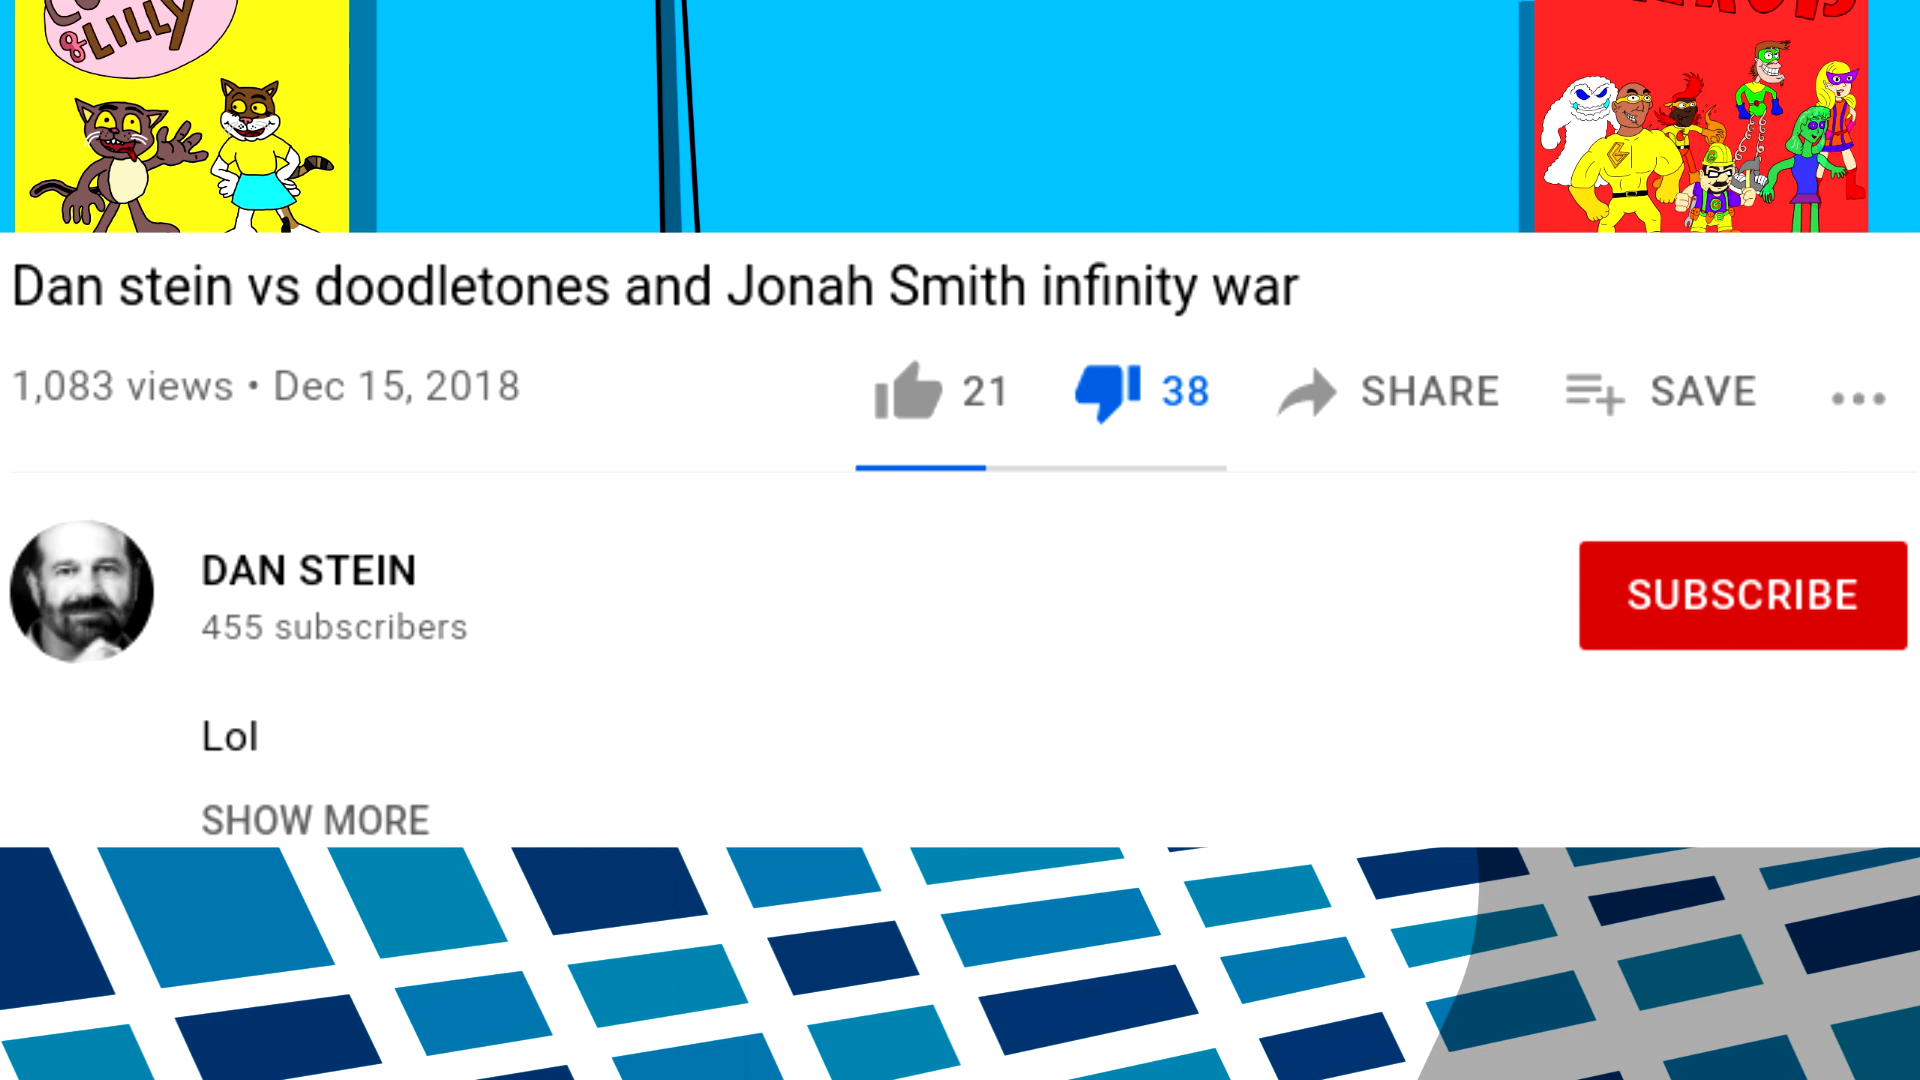 &LILLY
Dan stein vs doodletones and Jonah Smith infinity war
1,083 views • Dec 15, 2018
21 38 SHARE SAVE
DAN STEIN
455 subscribers
SUBSCRIBE
Lol
SHOW MORE